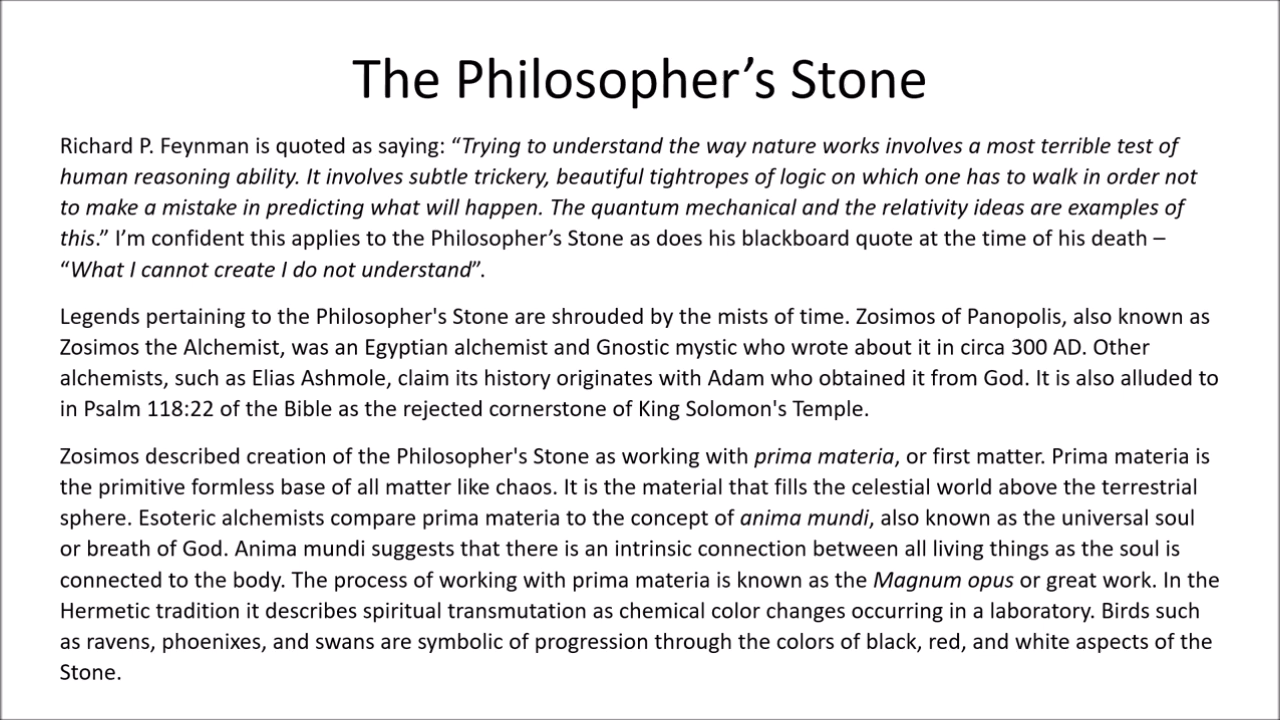 The Philosopher’s Stone
Richard P. Feynman is quoted as saying: “Trying to understand the way nature works involves a most terrible test of
human reasoning ability. It involves subtle trickery, beautiful tightropes of logic on which one has to walk in order not
to make a mistake in predicting what will happen. The quantum mechanical and the relativity ideas are examples of
this.” I’m confident this applies to the Philosopher’s Stone as does his blackboard quote at the time of his death –
“What I cannot create I do not understand”.
Legends pertaining to the Philosopher's Stone are shrouded by the mists of time. Zosimos of Panopolis, also known as
Zosimos the Alchemist, was an Egyptian alchemist and Gnostic mystic who wrote about it in circa 300 AD. Other
alchemists, such as Elias Ashmole, claim its history originates with Adam who obtained it from God. It is also alluded to
in Psalm 118:22 of the Bible as the rejected cornerstone of King Solomon's Temple.
Zosimos described creation of the Philosopher's Stone as working with prima materia, or first matter. Prima materia is
the primitive formless base of all matter like chaos. It is the material that fills the celestial world above the terrestrial
sphere. Esoteric alchemists compare prima materia to the concept of anima mundi, also known as the universal soul
or breath of God. Anima mundi suggests that there is an intrinsic connection between all living things as the soul is
connected to the body. The process of working with prima materia is known as the Magnum opus or great work. In the
Hermetic tradition it describes spiritual transmutation as chemical color changes occurring in a laboratory. Birds such
as ravens, phoenixes, and swans are symbolic of progression through the colors of black, red, and white aspects of the
Stone.